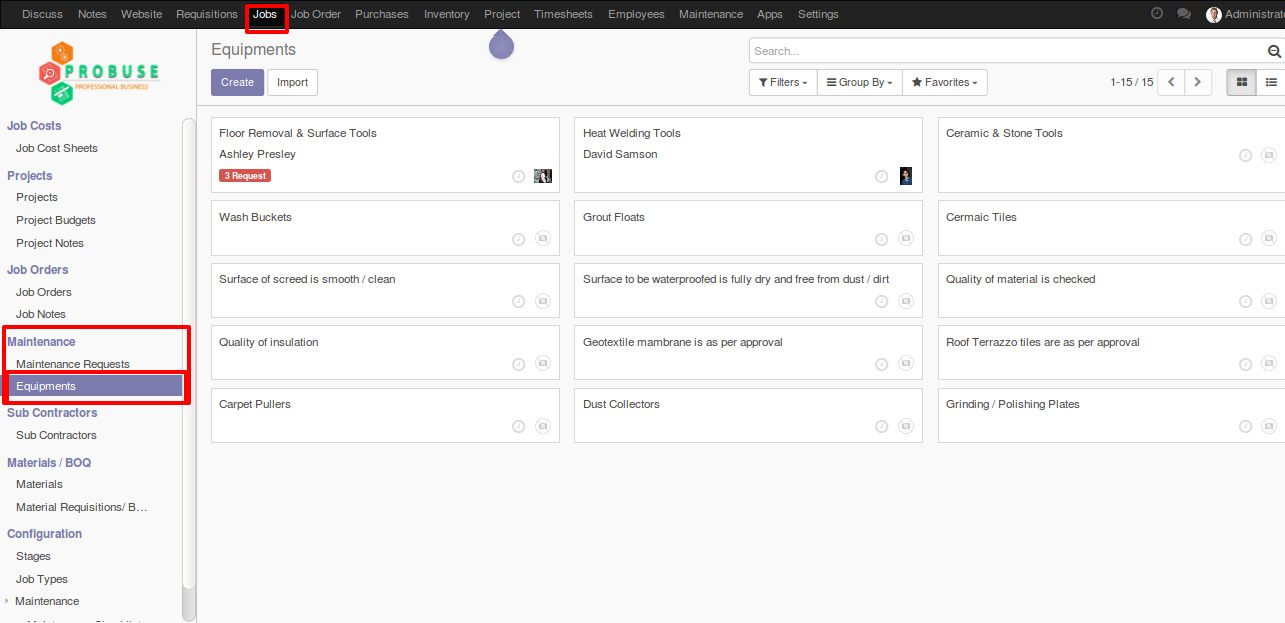 Discuss Notes Website Requisitions Jobs Job Order Purchases Inventory Project Timesheets Employees Maintenance Apps Settings Administrat
PROBUSE
PROFESSIONAL BUSINESS
Equipments
Search...
Create Import
Filters Group By Favorites 1-15 / 15
Job Costs
Job Cost Sheets
Projects
Projects
Project Budgets
Project Notes
Job Orders
Job Orders
Job Notes
Maintenance
Maintenance Requests
Equipments
Sub Contractors
Sub Contractors
Materials / BOQ
Materials
Material Requisitions/ B…
Configuration
Stages
Job Types
Maintenance
Floor Removal & Surface Tools
Ashley Presley
3 Request
Heat Welding Tools
David Samson
Ceramic & Stone Tools
Wash Buckets
Grout Floats
Cermaic Tiles
Surface of screed is smooth / clean
Surface to be waterproofed is fully dry and free from dust / dirt
Quality of material is checked
Quality of insulation
Geotextile mambrane is as per approval
Roof Terrazzo tiles are as per approval
Carpet Pullers
Dust Collectors
Grinding / Polishing Plates